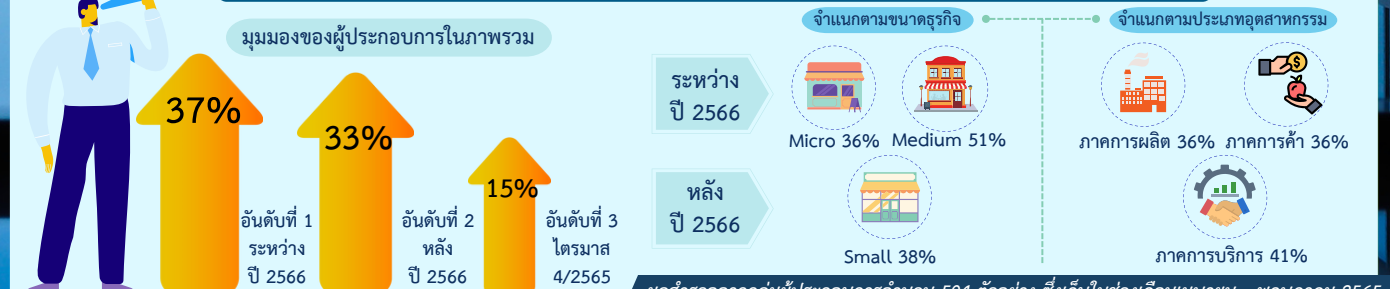 มุมมองของผู้ประกอบการในภาพรวม
37%
33%
15%
อันดับที่ 1
ระหว่าง
ปี 2566
อันดับที่ 2
หลัง
ปี 2566
อันดับที่ 3
ไตรมาส
4/2565
จำแนกตามขนาดธุรกิจ
จำแนกตามประเภทอุตสาหกรรม
ระหว่าง
ปี 2566
Micro 36%
Medium 51%
ภาคการผลิต 36%
ภาคการค้า 36%
หลัง
ปี 2566
Small 38%
ภาคการบริการ 41%